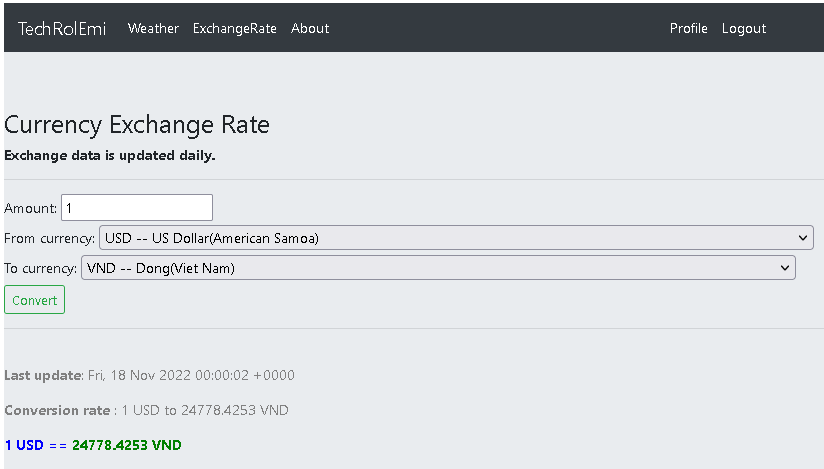 TechRolEmi Weather ExchangeRate About Profile Logout
Currency Exchange Rate
Exchange data is updated daily.
Amount: 1
From currency: USD -- US Dollar(American Samoa)
To currency: VND -- Dong(Viet Nam)
Convert
Last update: Fri, 18 Nov 2022 00:00:02 +0000
Conversion rate : 1 USD to 24778.4253 VND
1 USD == 24778.4253 VND